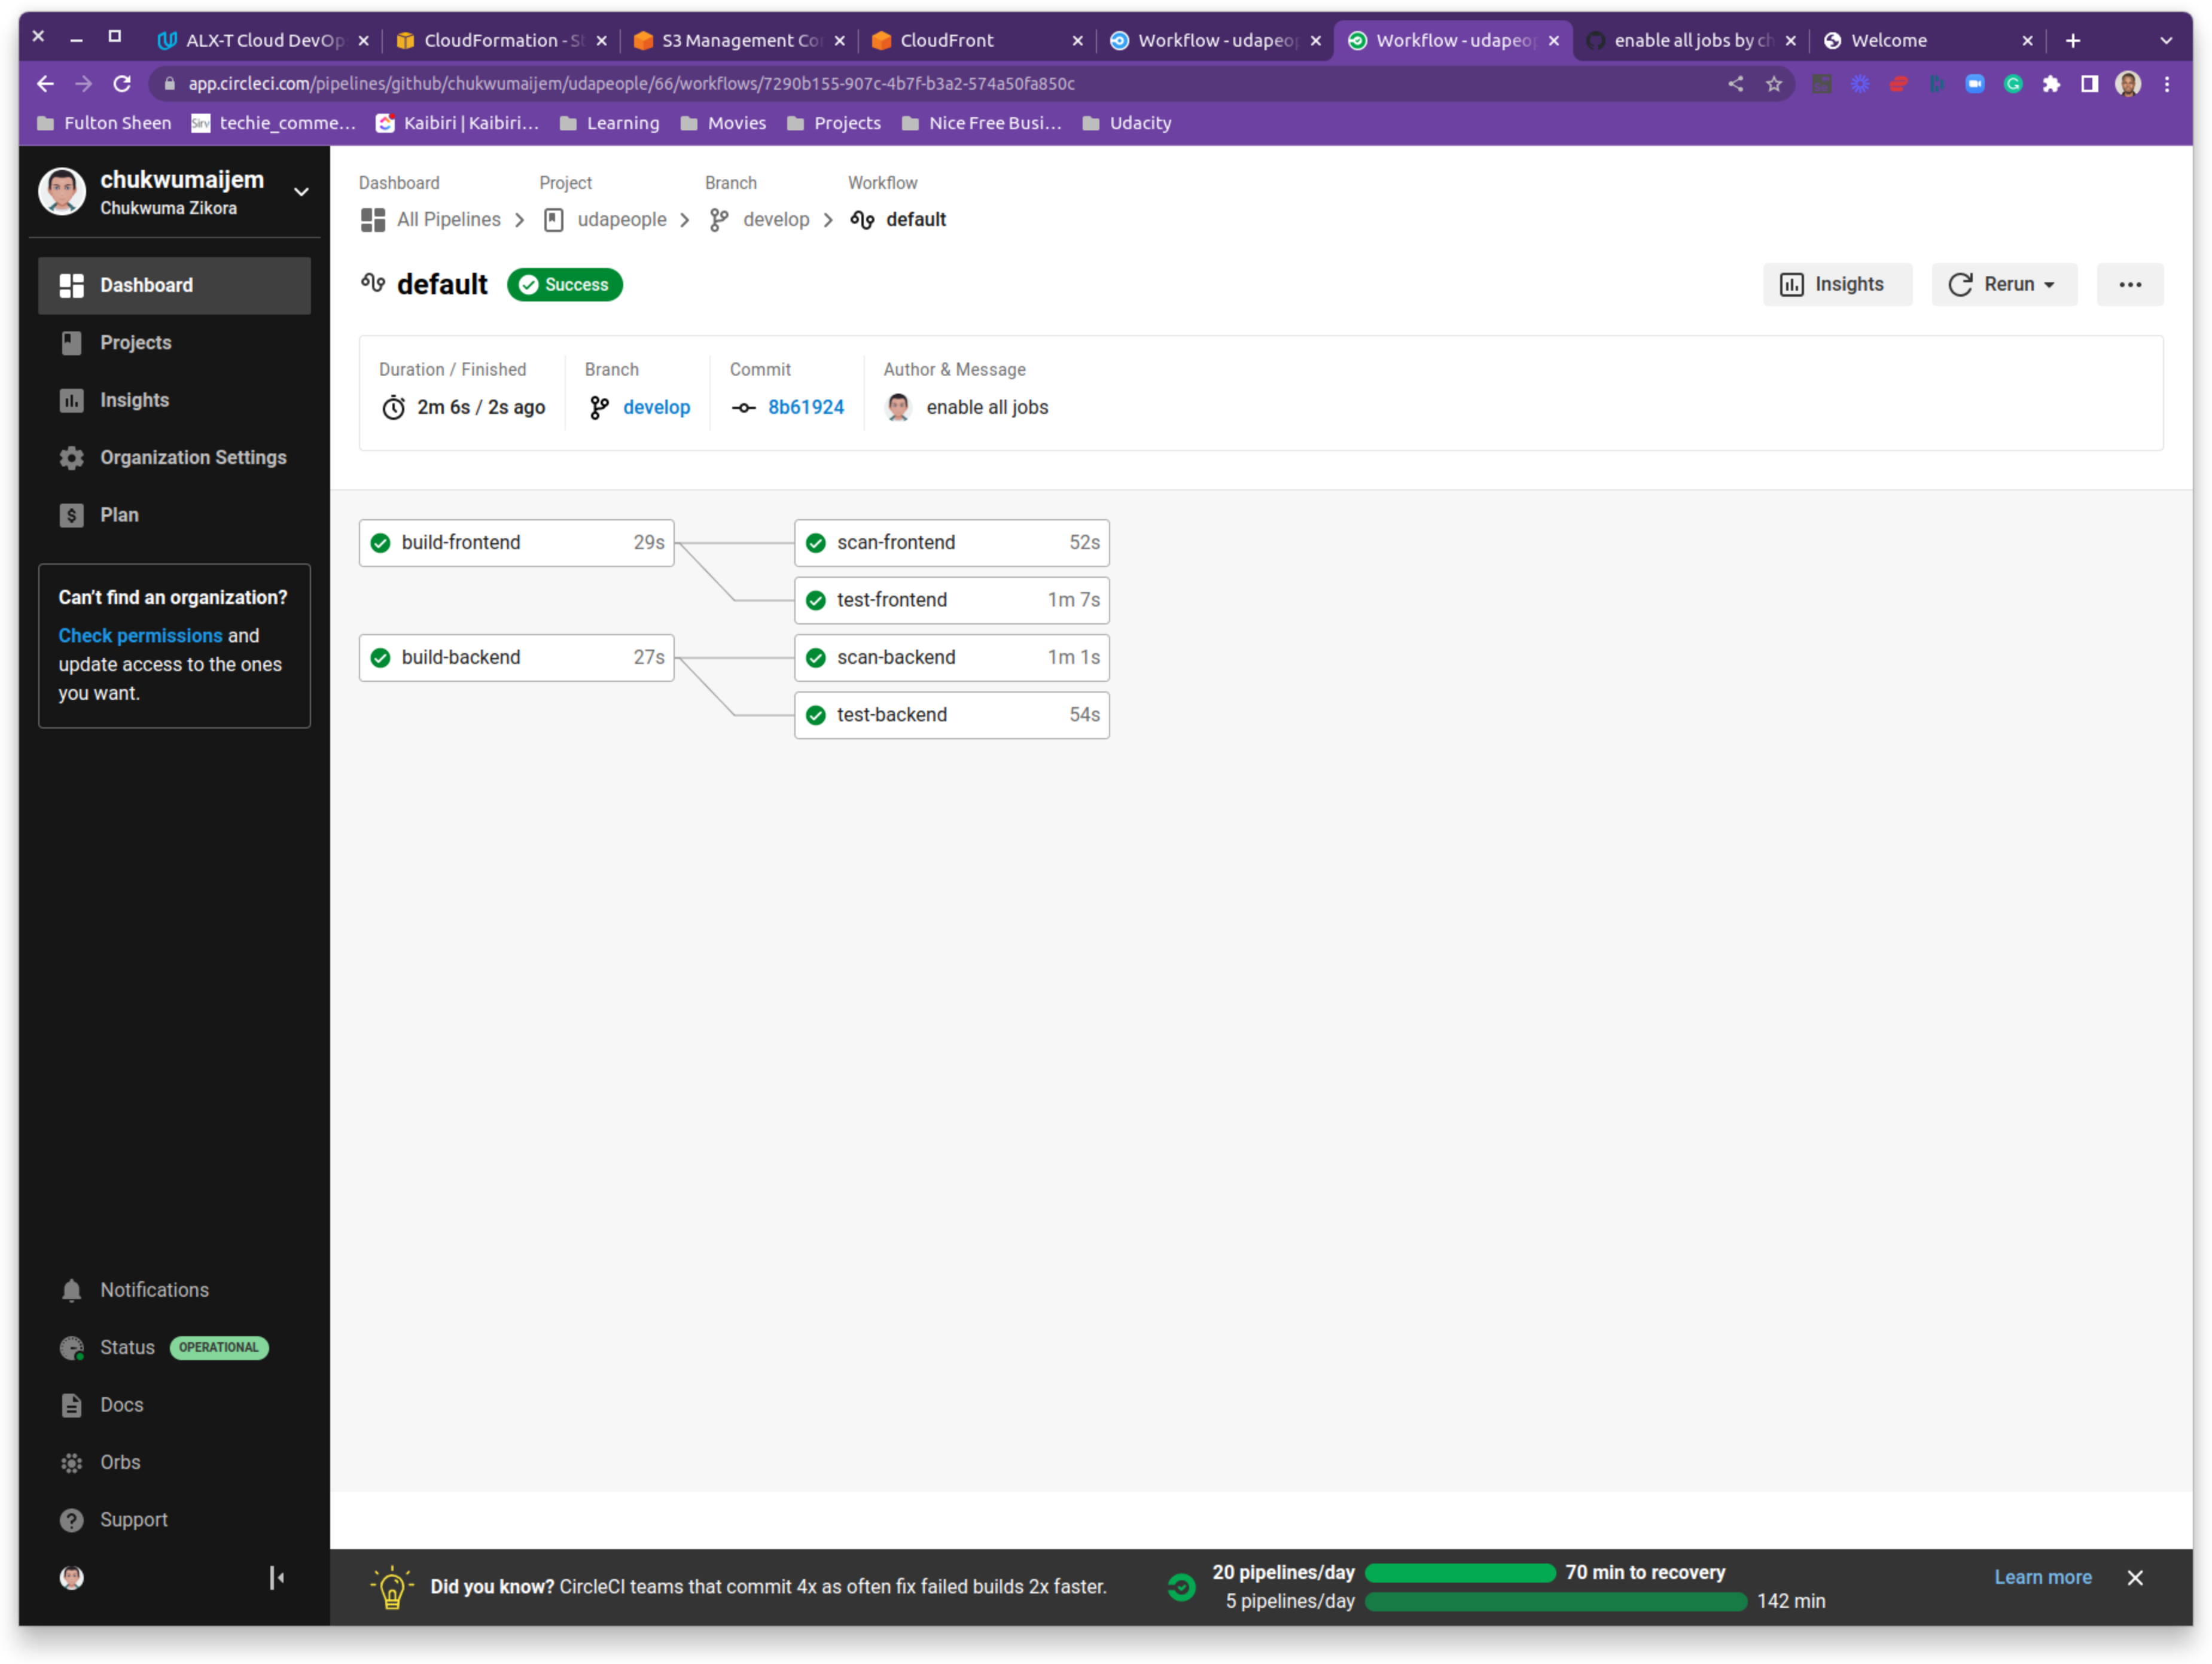 ALX-T Cloud DevOp
CloudFormation - St
S3 Management Co
CloudFront
Workflow - udapeop
Workflow - udapeop
enable all jobs by ch
Welcome
app.circleci.com/pipelines/github/chukwumaijem/udapeople/66/workflows/7290b155-907c-4b7f-b3a2-574a50fa850c
Fulton Sheen
Sirv techie_comme...
Kaibiri | Kaibiri...
Learning
Movies
Projects
Nice Free Busi...
Udacity
chukwumaijem
Chukwuma Zikora
Dashboard
Projects
Insights
Organization Settings
Plan
Can't find an organization?
Check permissions and
update access to the ones
you want.
Notifications
Status OPERATIONAL
Docs
Orbs
Support
Dashboard Project Branch Workflow
All Pipelines udapeople develop default
default Success
Insights Rerun
Duration / Finished Branch Commit Author & Message
2m 6s / 2s ago develop 8b61924 enable all jobs
build-frontend 29s
scan-frontend 52s
test-frontend 1m 7s
build-backend 27s
scan-backend 1m 1s
test-backend 54s
Did you know? CircleCI teams that commit 4x as often fix failed builds 2x faster.
20 pipelines/day 70 min to recovery
5 pipelines/day 142 min
Learn more